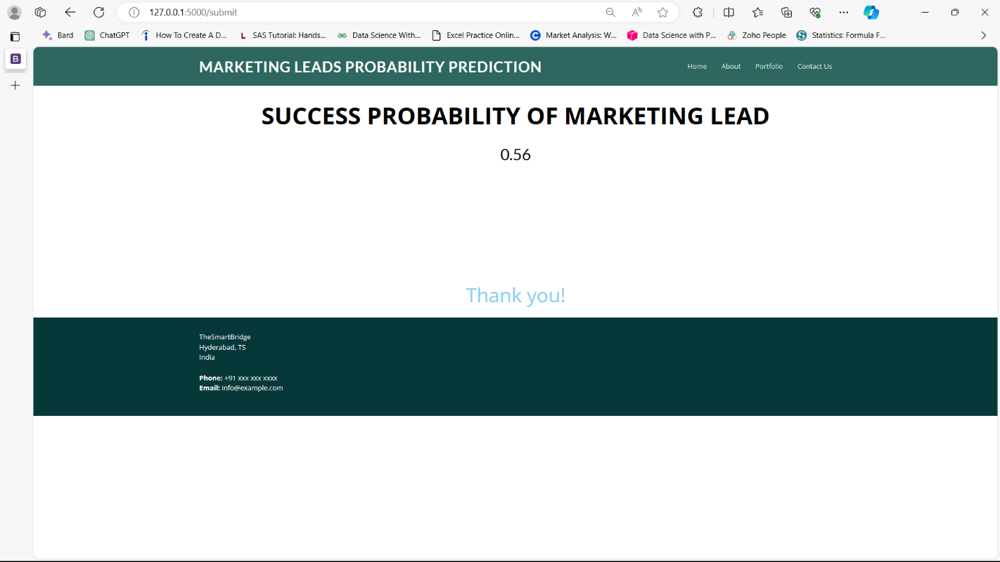 127.0.0.1:5000/submit
Bard ChatGPT How To Create A D... SAS Tutorial: Hands... Data Science With... Excel Practice Onlin... Market Analysis: W... Data Science with P... Zoho People Statistics: Formula F...
B
MARKETING LEADS PROBABILITY PREDICTION Home About Portfolio Contact Us
SUCCESS PROBABILITY OF MARKETING LEAD
0.56
Thank you!
TheSmartBridge
Hyderabad, TS
India
Phone: +91 xxx xxx xxxx
Email: info@example.com